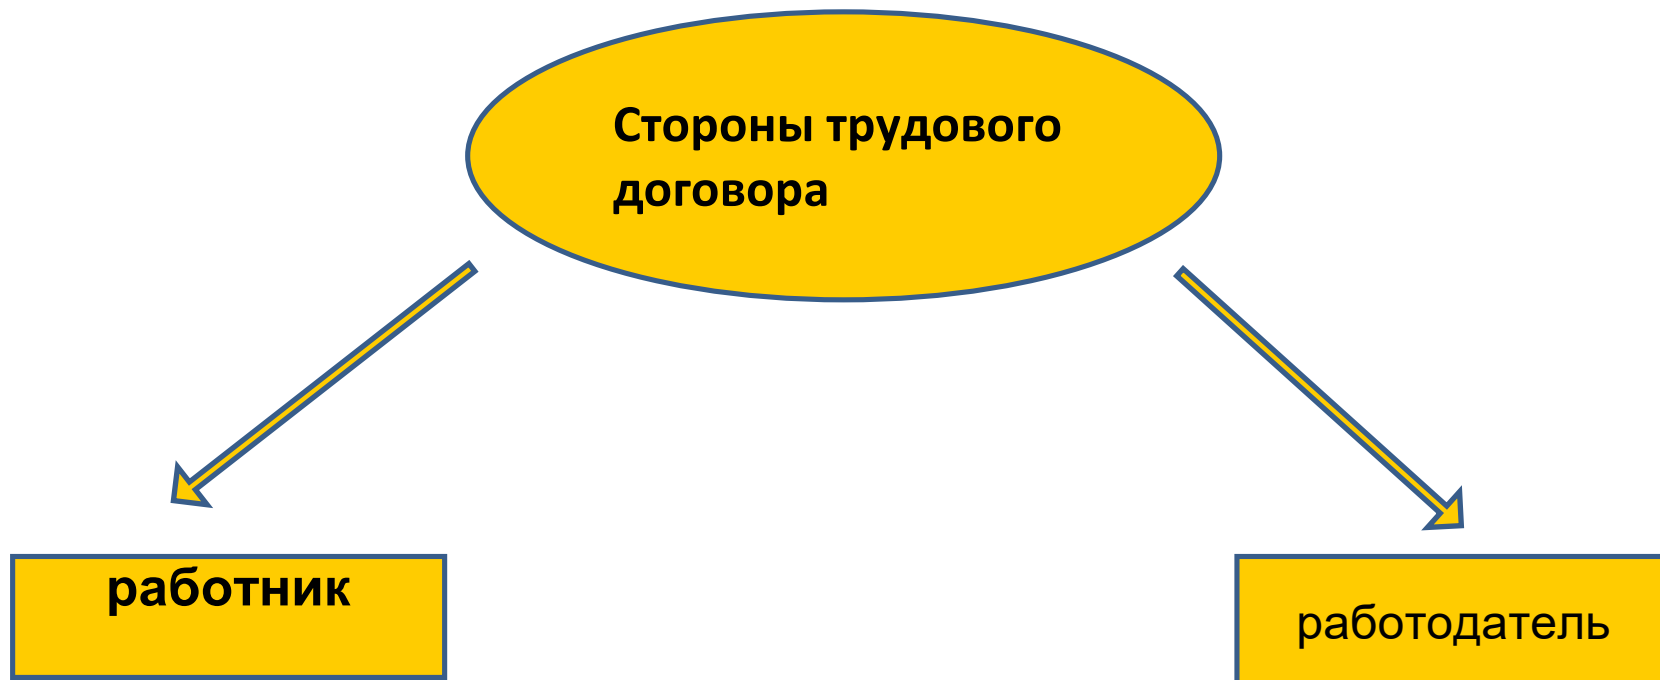 Стороны трудового
договора
работник
работодатель